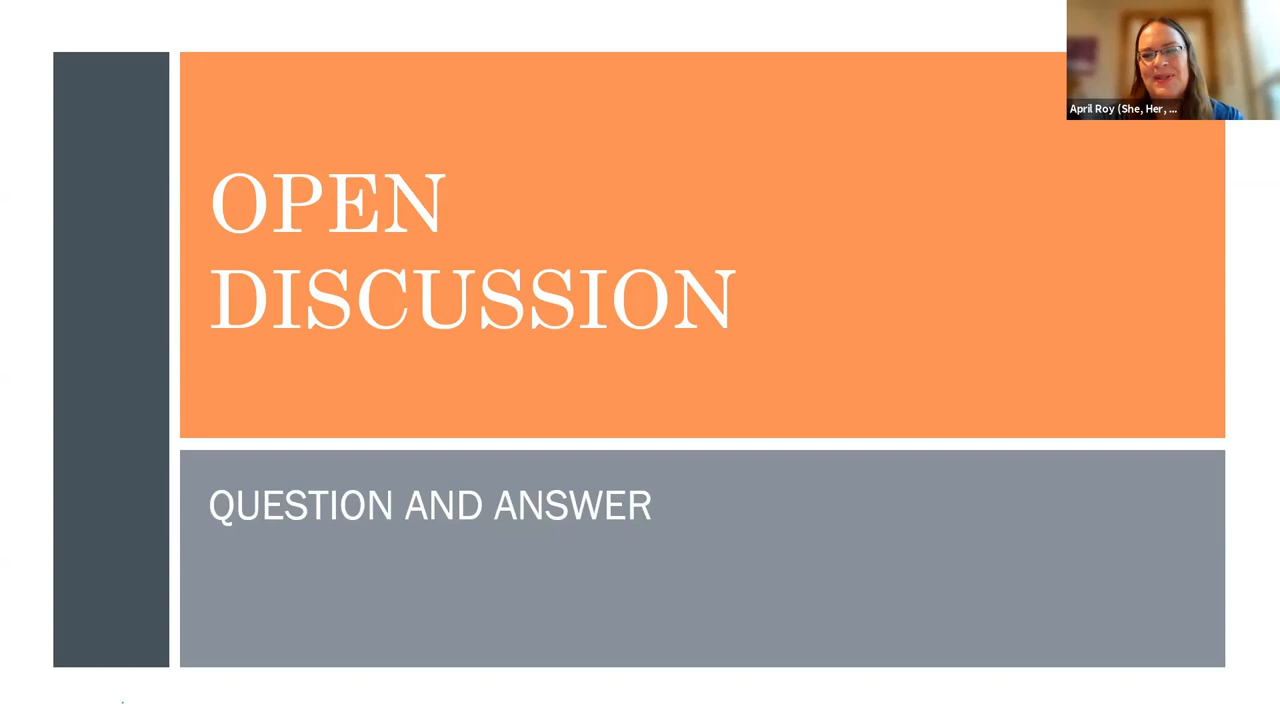 April Roy (She, Her, ...
OPEN
DISCUSSION
QUESTION AND ANSWER